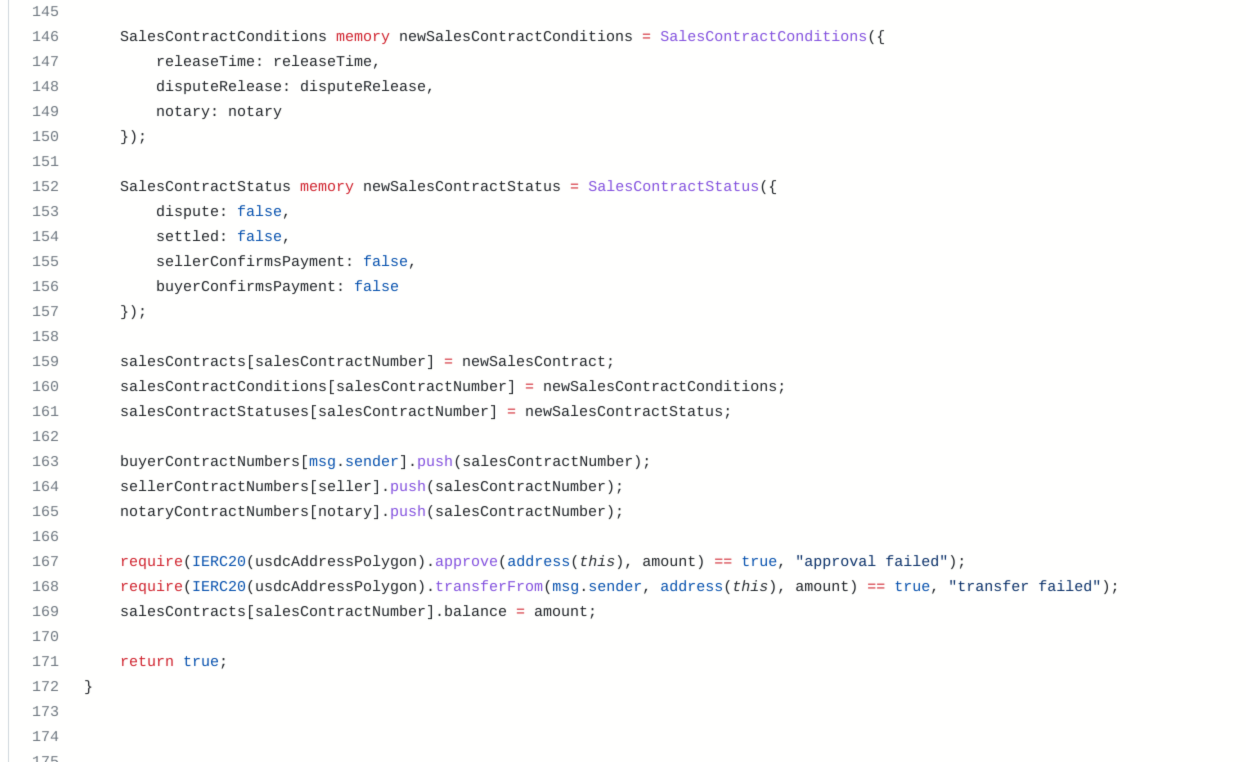 145
146 SalesContractConditions memory newSalesContractConditions = SalesContractConditions({
147 releaseTime: releaseTime,
148 disputeRelease: disputeRelease,
149 notary: notary
150 });
151
152 SalesContractStatus memory newSalesContractStatus = SalesContractStatus({
153 dispute: false,
154 settled: false,
155 sellerConfirmsPayment: false,
156 buyerConfirmsPayment: false
157 });
158
159 salesContracts[salesContractNumber] = newSalesContract;
160 salesContractConditions[salesContractNumber] = newSalesContractConditions;
161 salesContractStatuses[salesContractNumber] = newSalesContractStatus;
162
163 buyerContractNumbers[msg.sender].push(salesContractNumber);
164 sellerContractNumbers[seller].push(salesContractNumber);
165 notaryContractNumbers[notary].push(salesContractNumber);
166
167 require(IERC20(usdcAddressPolygon).approve(address(this), amount) == true, "approval failed");
168 require(IERC20(usdcAddressPolygon).transferFrom(msg.sender, address(this), amount) == true, "transfer failed");
169 salesContracts[salesContractNumber].balance = amount;
170
171 return true;
172 }
173
174
175